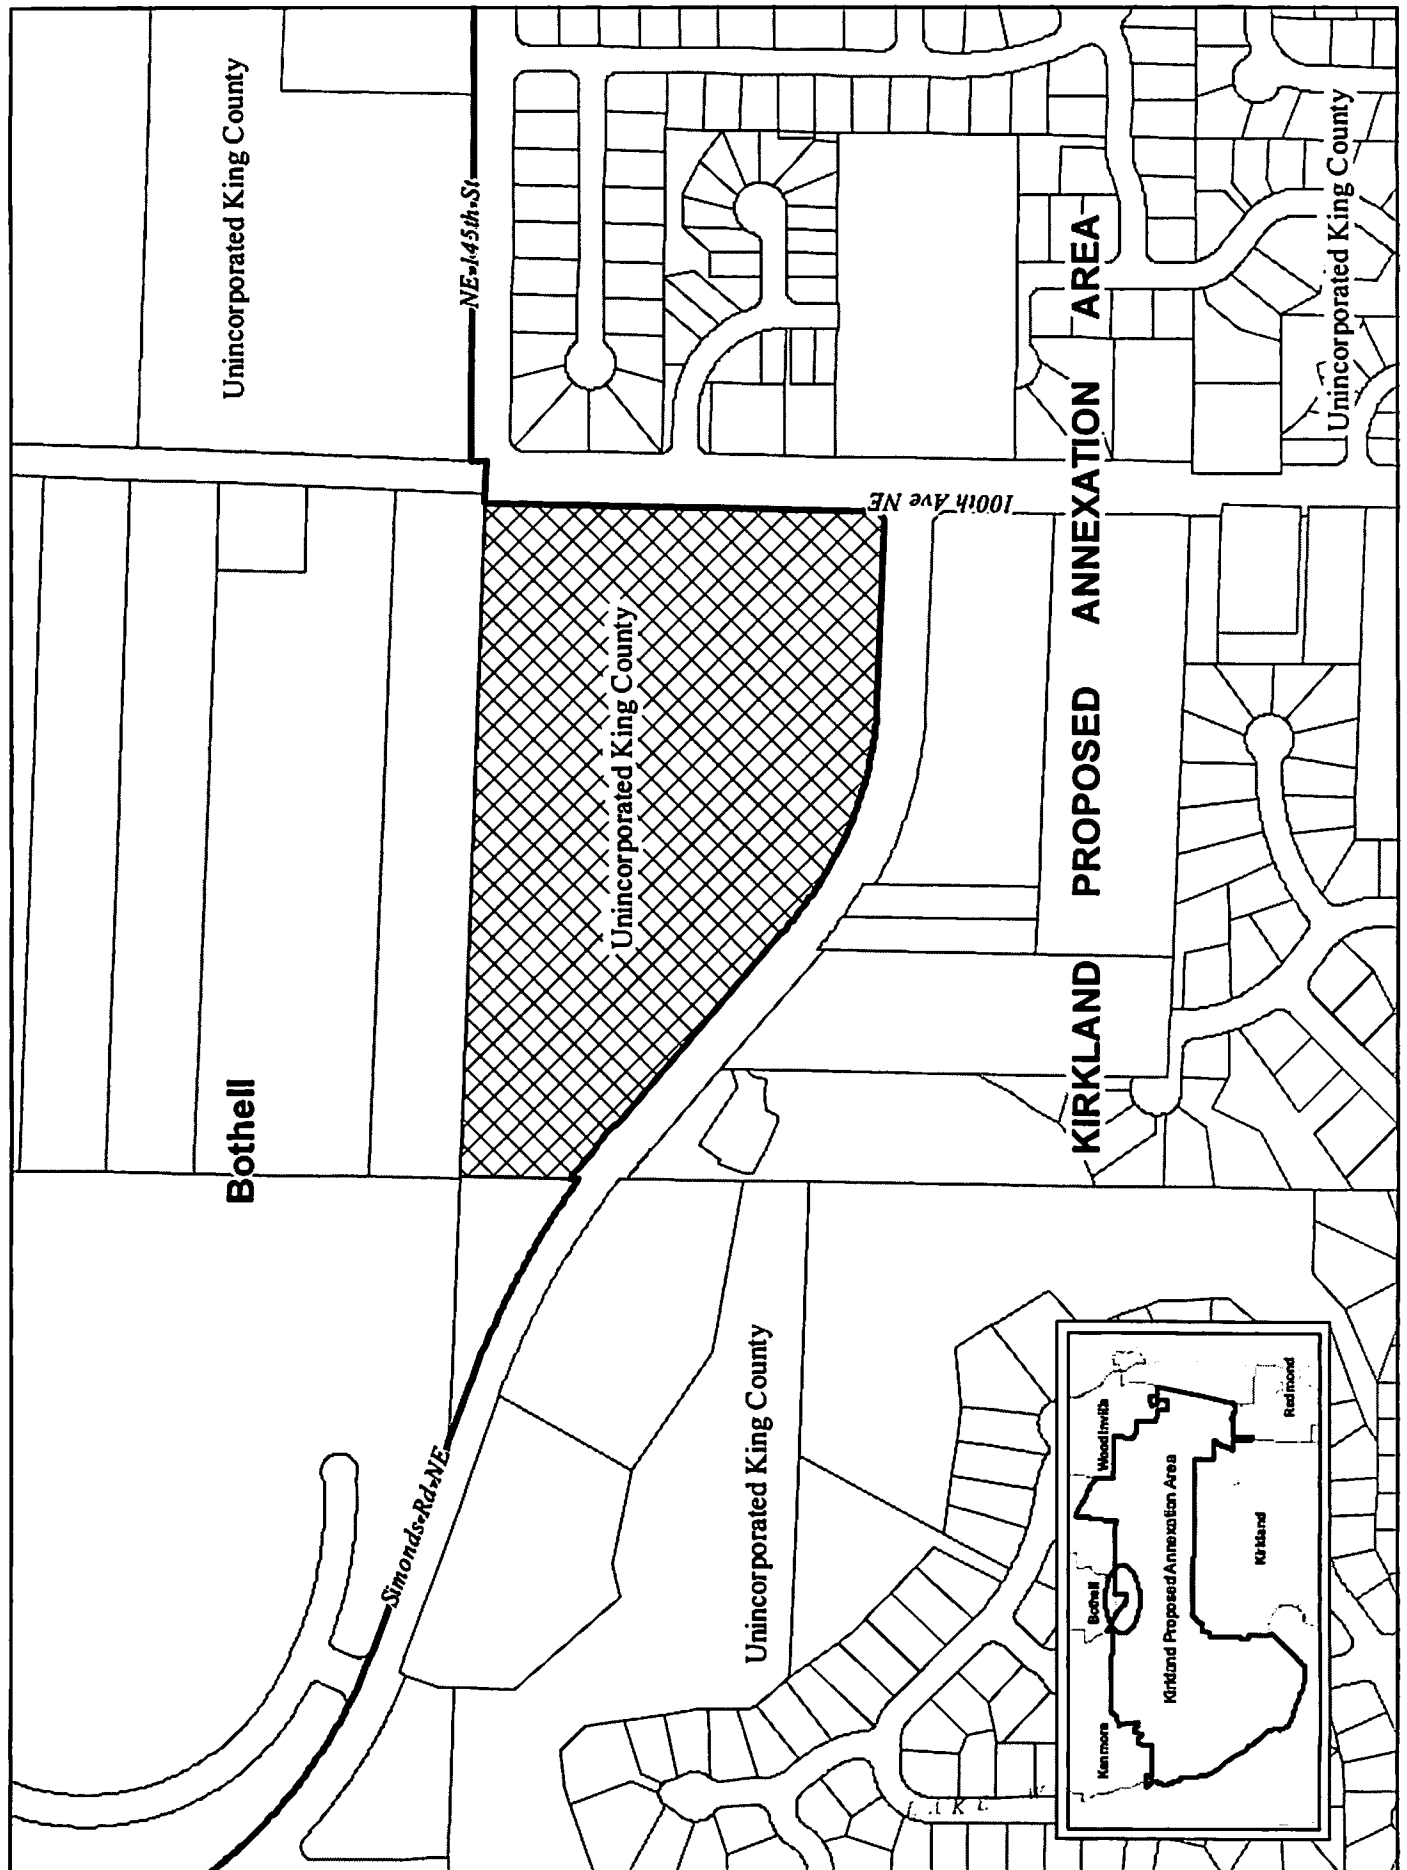 Unincorporated King County
NE 145th St
Unincorporated King County
100th Ave NE
KIRKLAND PROPOSED ANNEXATION AREA
Unincorporated King County
Bothell
Simonds Rd NE
Unincorporated King County
LAKE W
Kenmore
Bothell
Woodinville
Kirkland Proposed Annexation Area
Kirkland
Redmond